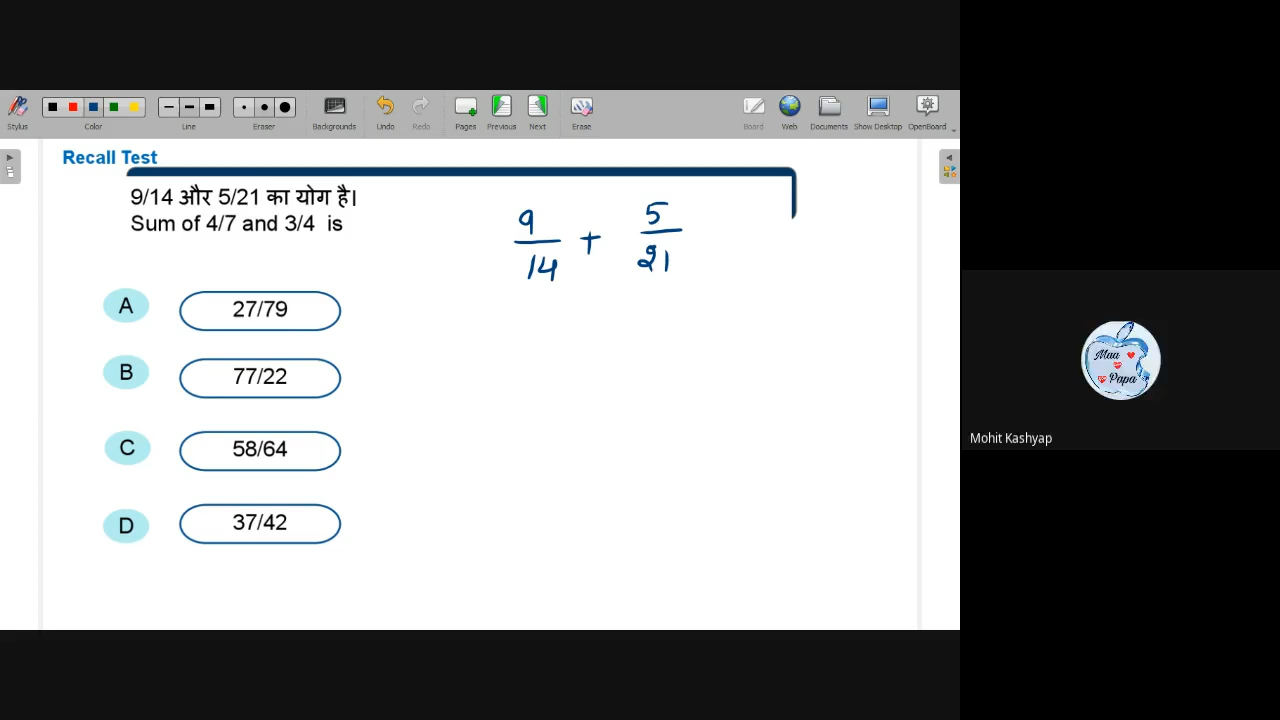 Stylus
Color
Line
Eraser
Backgrounds
Undo
Redo
Pages
Previous
Next
Erase
Board
Web
Documents
Show Desktop
OpenBoard
Recall Test
9/14 और 5/21 का योग है।
Sum of 4/7 and 3/4 is
9/14 + 5/21
A 27/79
B 77/22
C 58/64
D 37/42
Maa
Papa
Mohit Kashyap